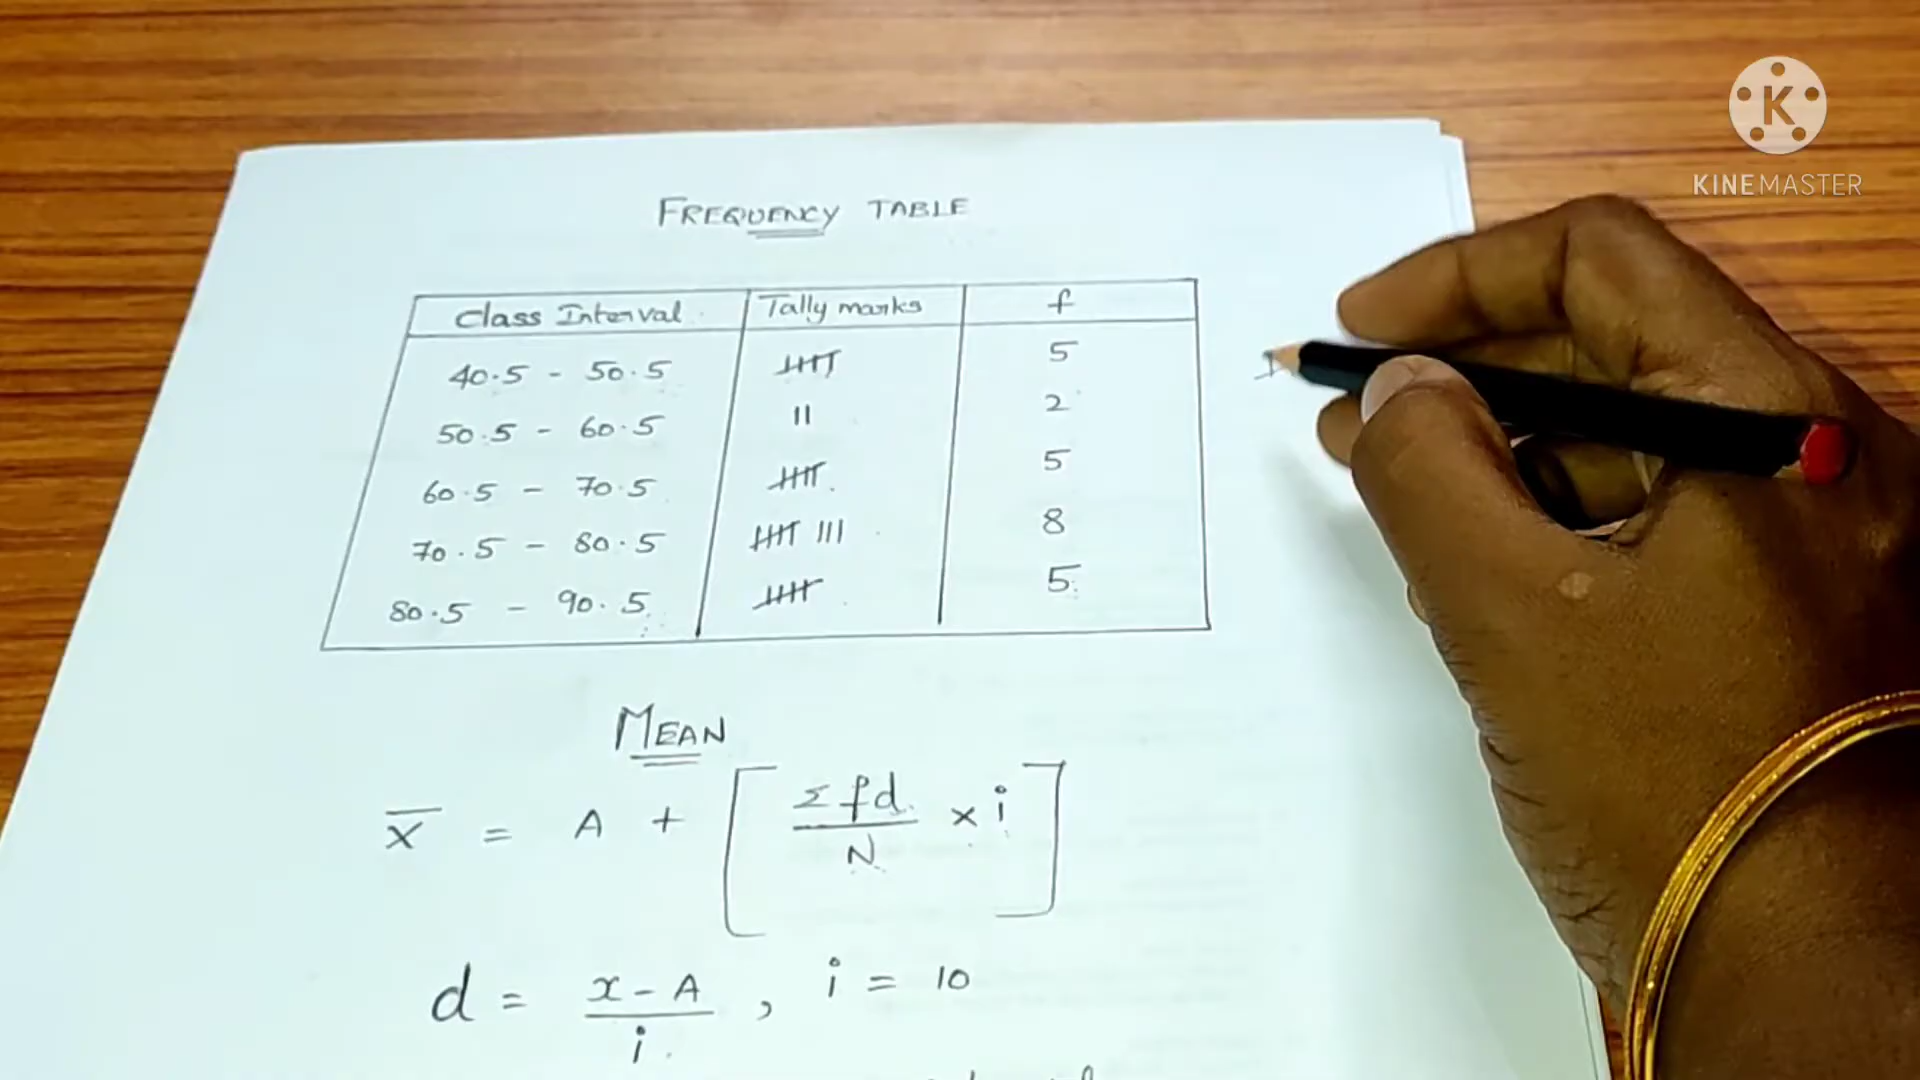 K
KINEMASTER
FREQUENCY TABLE
Class Interval Tally marks f
40.5 - 50.5 5
50.5 - 60.5 || 2
60.5 - 70.5 5
70.5 - 80.5 ||| 8
80.5 - 90.5 5
MEAN
x̄ = A + [ Σfd / N × i ]
d = x - A / i , i = 10